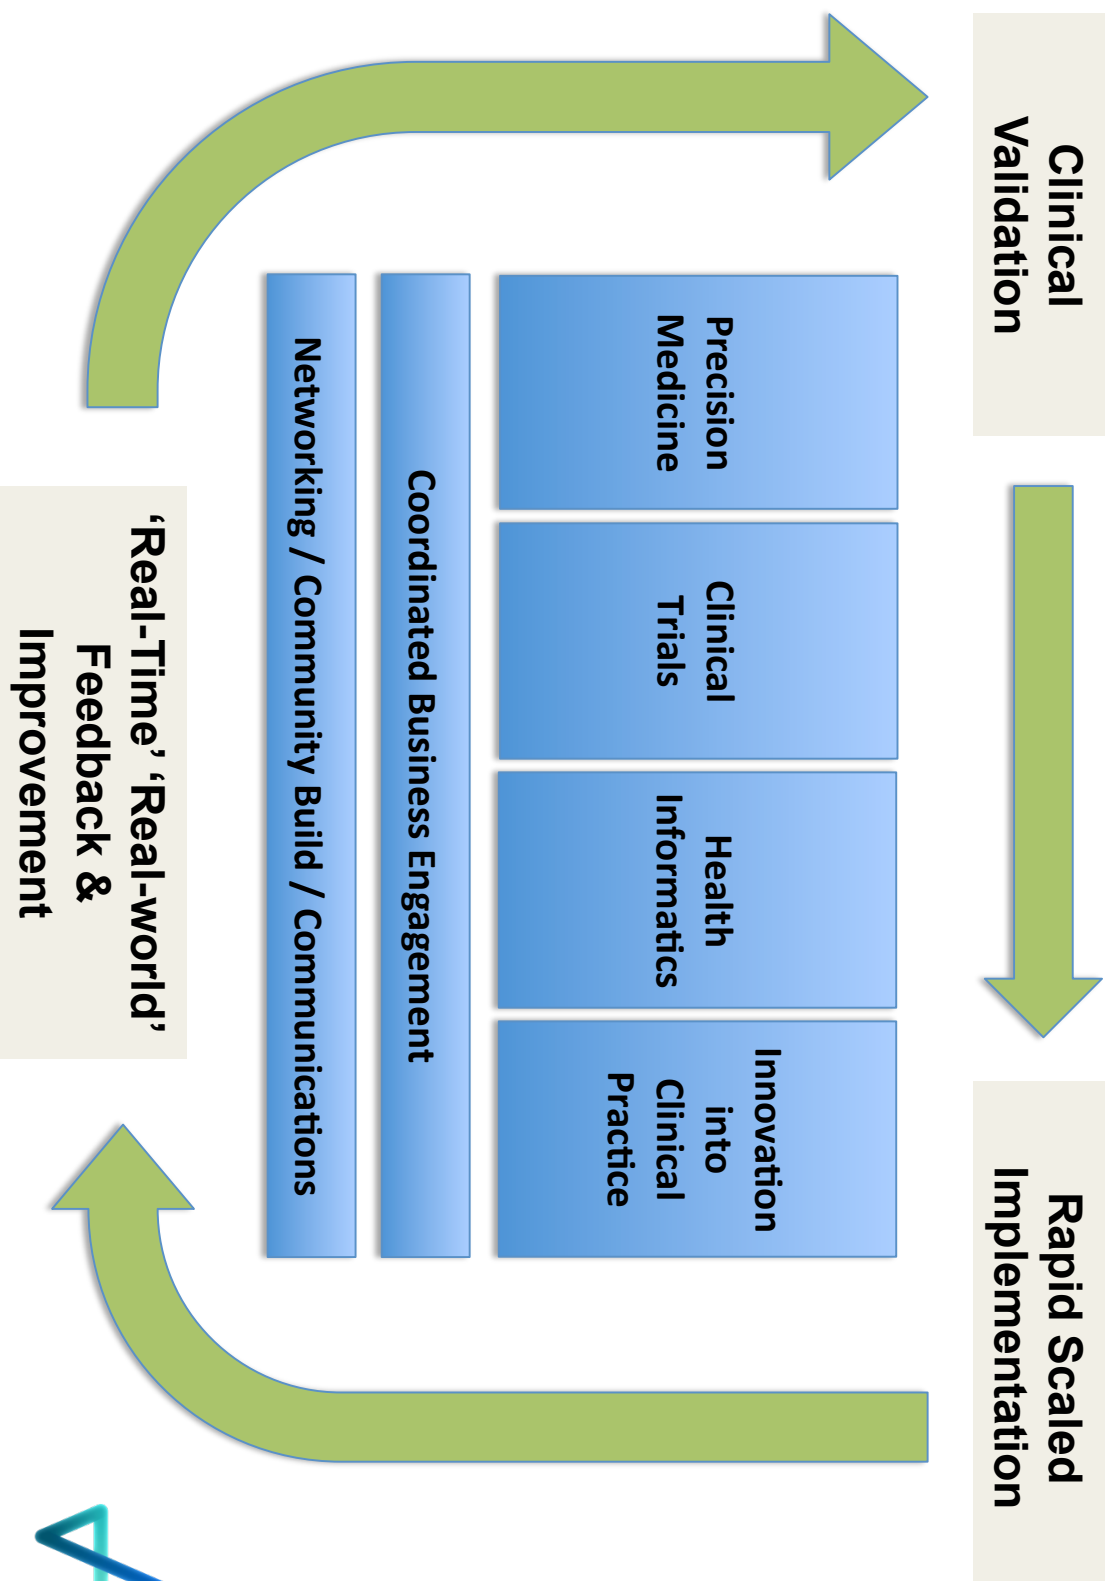 Clinical
Validation
Rapid Scaled
Implementation
Precision
Medicine
Clinical
Trials
Health
Informatics
Innovation
into
Clinical
Practice
Coordinated Business Engagement
Networking / Community Build / Communications
‘Real-Time’ ‘Real-world’
Feedback &
Improvement